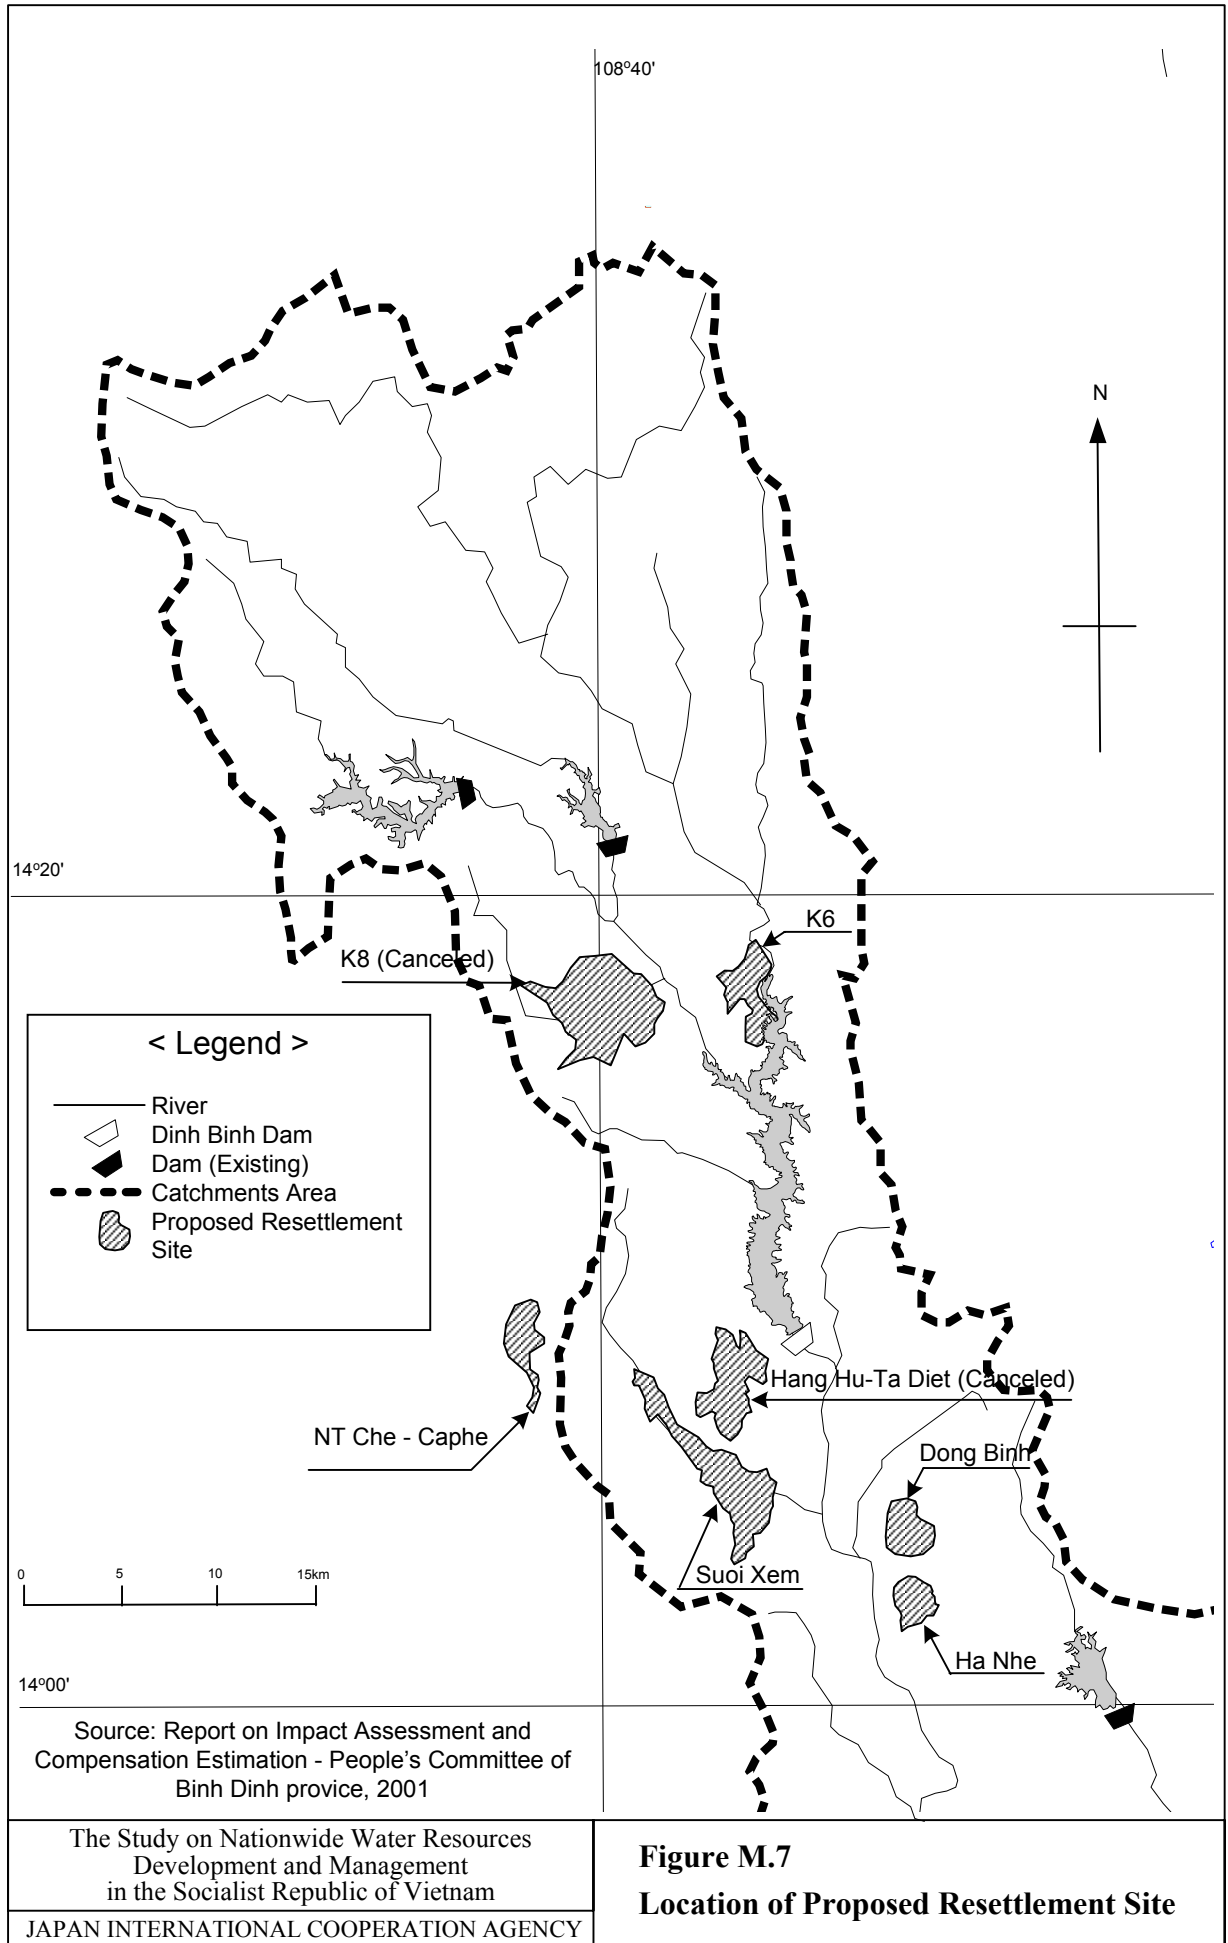 108º40'
N
14º20'
K6
K8 (Canceled)
< Legend >
River
Dinh Binh Dam
Dam (Existing)
Catchments Area
Proposed Resettlement
Site
Hang Hu-Ta Diet (Canceled)
NT Che - Caphe
Dong Binh
Suoi Xem
0 5 10 15km
Ha Nhe
14º00'
Source: Report on Impact Assessment and
Compensation Estimation - People’s Committee of
Binh Dinh provice, 2001
The Study on Nationwide Water Resources
Development and Management
in the Socialist Republic of Vietnam
JAPAN INTERNATIONAL COOPERATION AGENCY
Figure M.7
Location of Proposed Resettlement Site